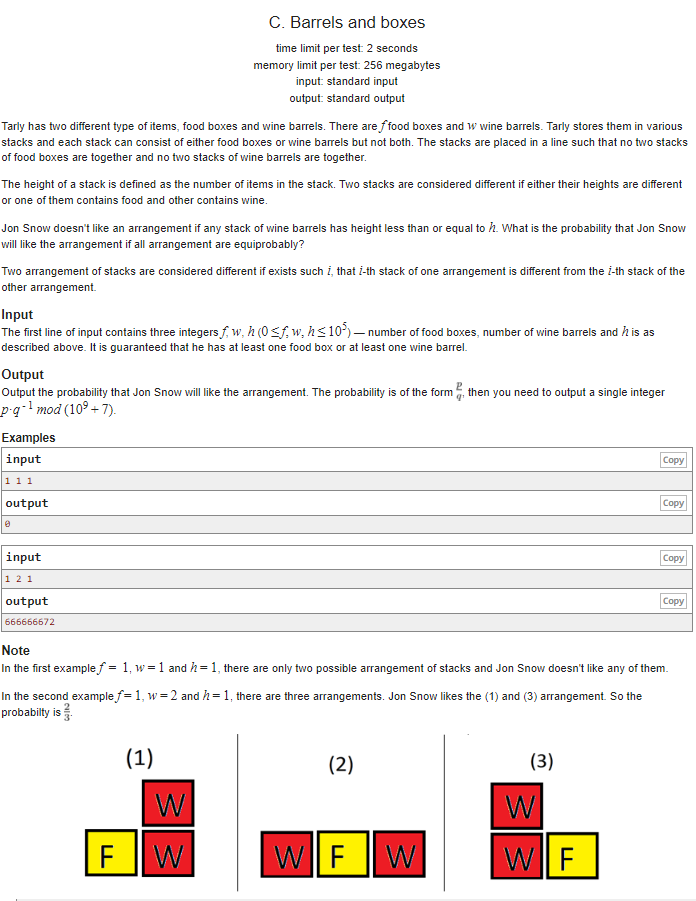 C. Barrels and boxes
time limit per test: 2 seconds
memory limit per test: 256 megabytes
input: standard input
output: standard output
Tarly has two different type of items, food boxes and wine barrels. There are f food boxes and w wine barrels. Tarly stores them in various
stacks and each stack can consist of either food boxes or wine barrels but not both. The stacks are placed in a line such that no two stacks
of food boxes are together and no two stacks of wine barrels are together.
The height of a stack is defined as the number of items in the stack. Two stacks are considered different if either their heights are different
or one of them contains food and other contains wine.
Jon Snow doesn't like an arrangement if any stack of wine barrels has height less than or equal to h. What is the probability that Jon Snow
will like the arrangement if all arrangement are equiprobably?
Two arrangement of stacks are considered different if exists such i, that i-th stack of one arrangement is different from the i-th stack of the
other arrangement.
Input
The first line of input contains three integers f, w, h (0 ≤ f, w, h ≤ 10⁵) — number of food boxes, number of wine barrels and h is as
described above. It is guaranteed that he has at least one food box or at least one wine barrel.
Output
Output the probability that Jon Snow will like the arrangement. The probability is of the form p/q, then you need to output a single integer
p·q⁻¹ mod (10⁹ + 7).
Examples
input
Copy
1 1 1
output
Copy
0
input
Copy
1 2 1
output
Copy
666666672
Note
In the first example f = 1, w = 1 and h = 1, there are only two possible arrangement of stacks and Jon Snow doesn't like any of them.
In the second example f = 1, w = 2 and h = 1, there are three arrangements. Jon Snow likes the (1) and (3) arrangement. So the
probabilty is 2/3.
(1) (2) (3)
W W
F W W F W W F